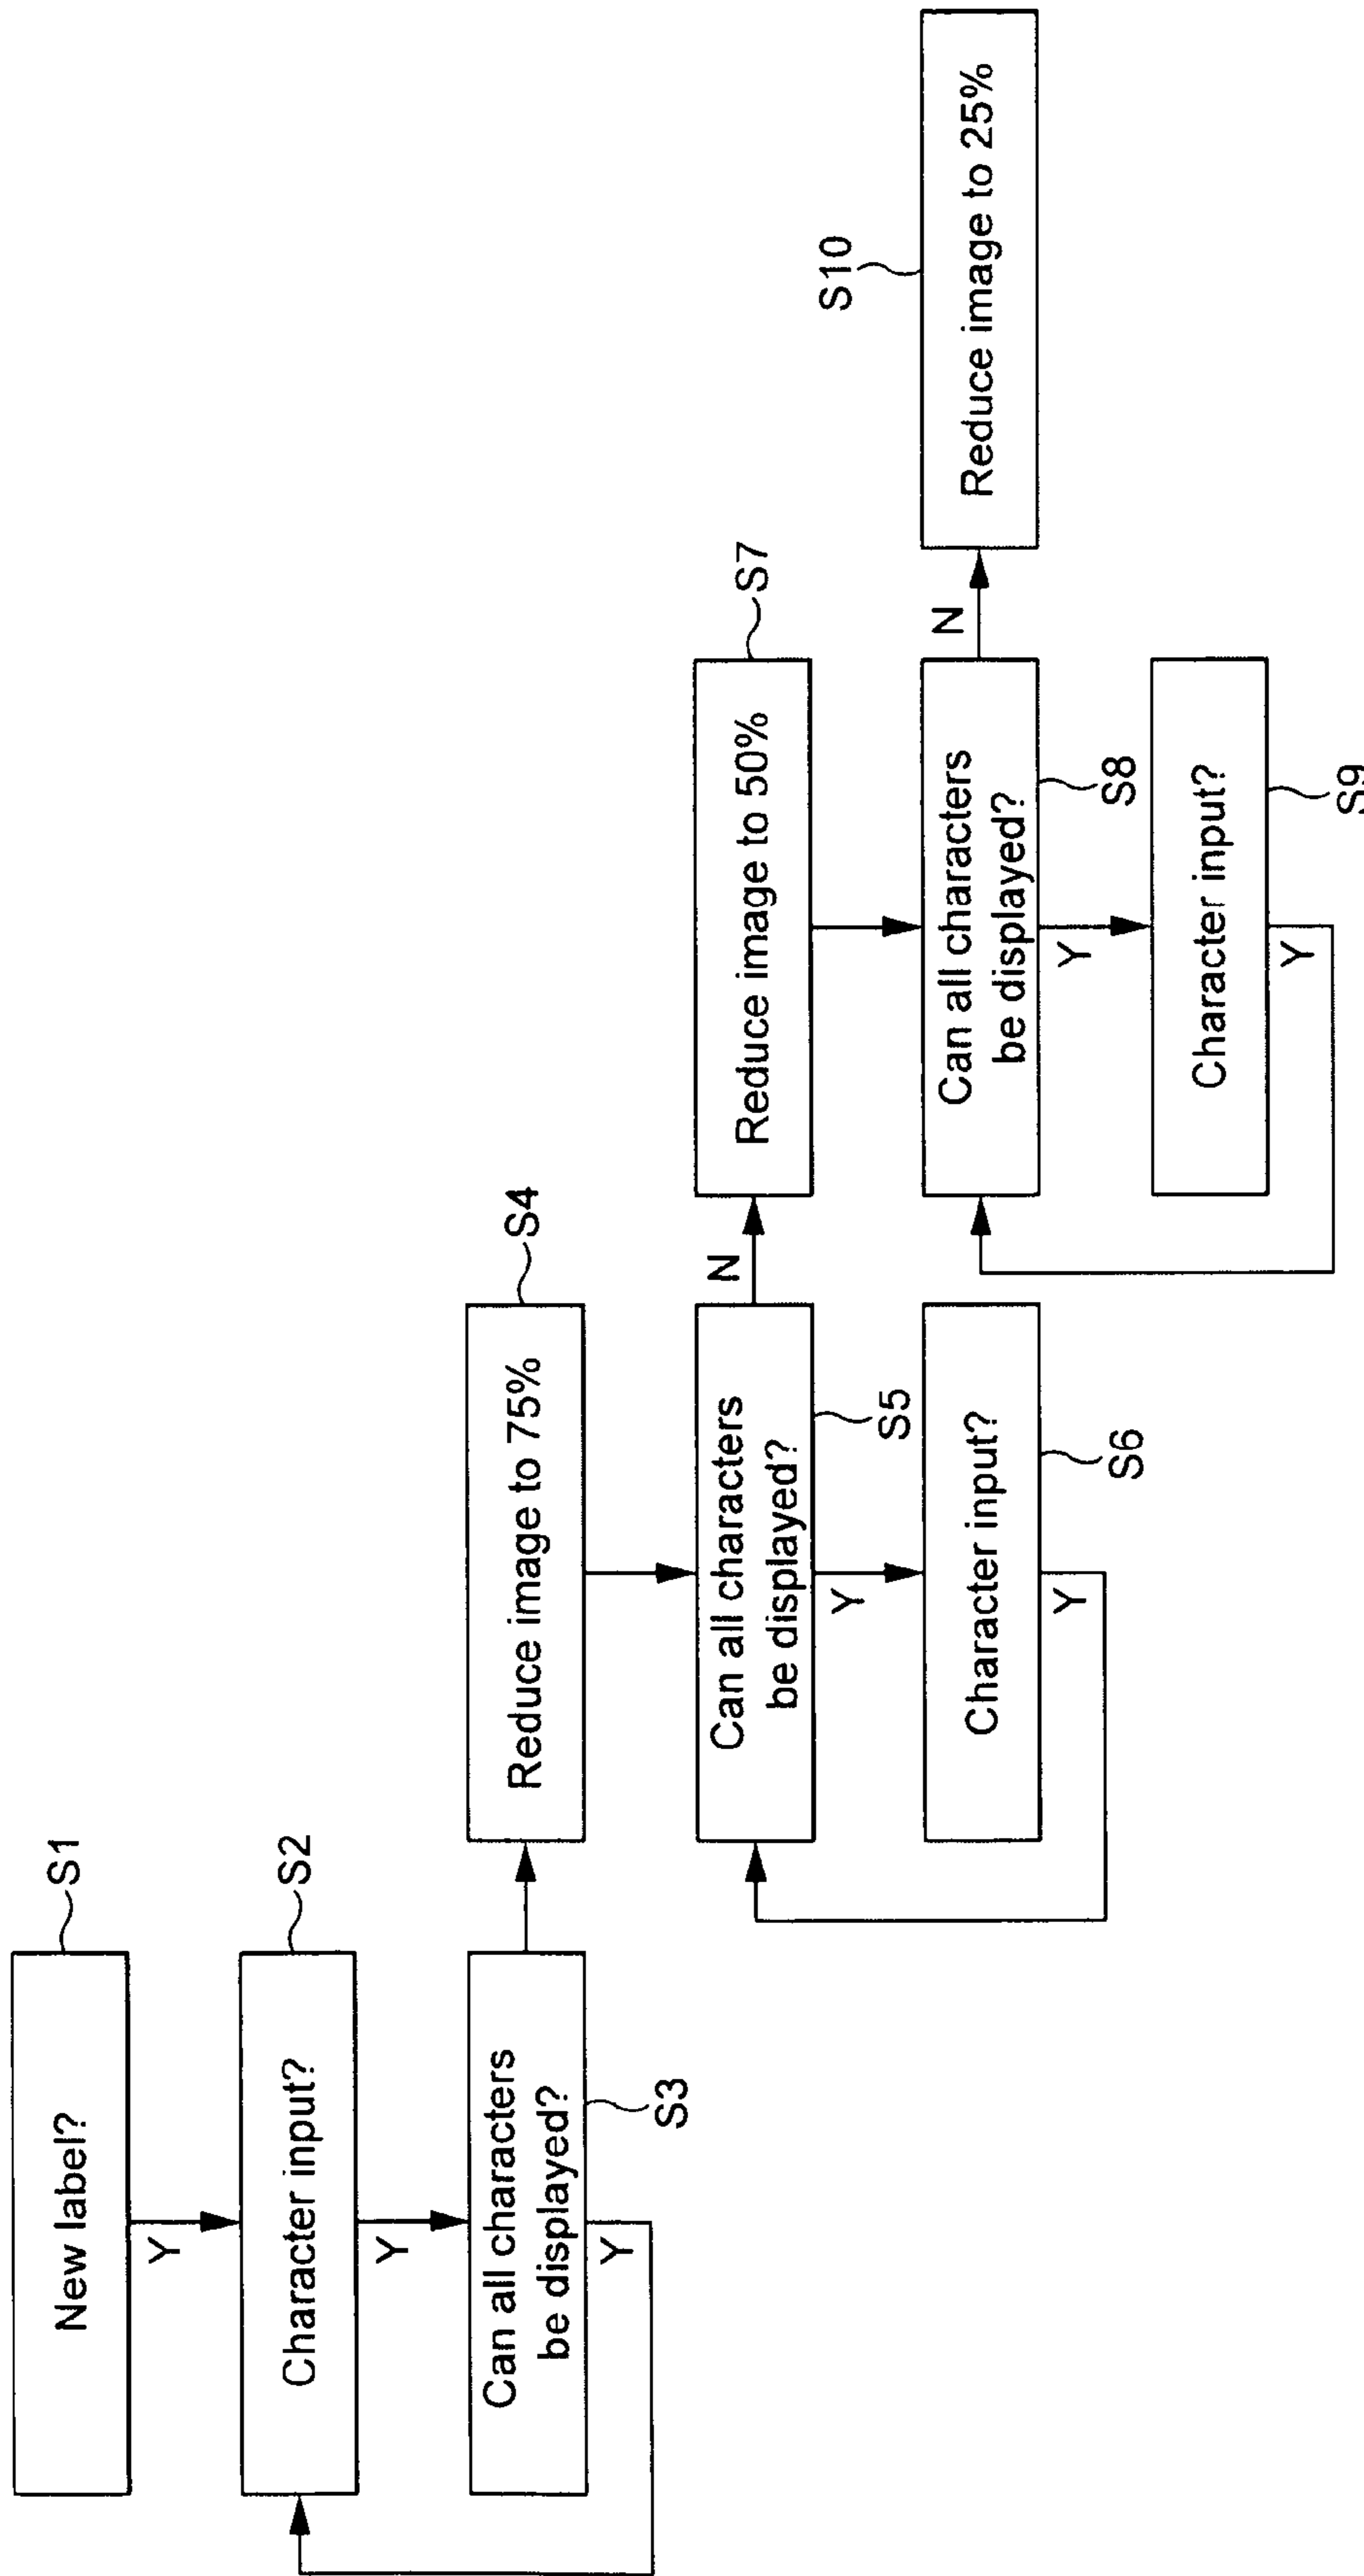 New label?
S1
Y
Character input?
S2
Y
Can all characters
be displayed?
S3
Y
Reduce image to 75%
S4
Can all characters
be displayed?
S5
N
Y
Character input?
S6
Y
Reduce image to 50%
S7
Can all characters
be displayed?
S8
N
Y
Character input?
S9
Y
Reduce image to 25%
S10